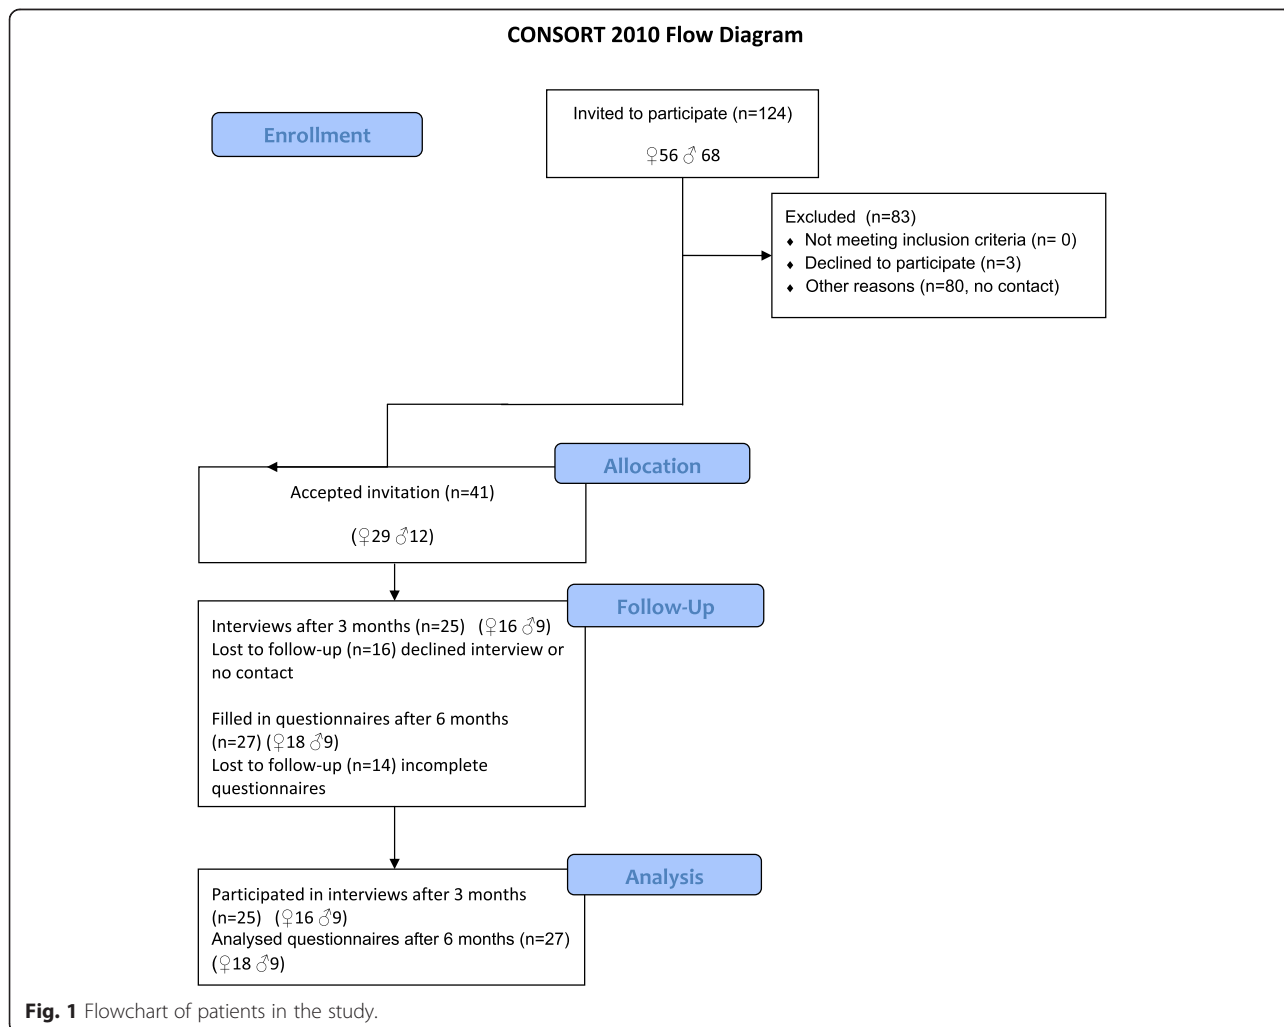 CONSORT 2010 Flow Diagram
Enrollment
Invited to participate (n=124)
♀56 ♂ 68
Excluded (n=83)
♦ Not meeting inclusion criteria (n= 0)
♦ Declined to participate (n=3)
♦ Other reasons (n=80, no contact)
Allocation
Accepted invitation (n=41)
(♀29 ♂12)
Follow-Up
Interviews after 3 months (n=25) (♀16 ♂9)
Lost to follow-up (n=16) declined interview or
no contact
Filled in questionnaires after 6 months
(n=27) (♀18 ♂9)
Lost to follow-up (n=14) incomplete
questionnaires
Analysis
Participated in interviews after 3 months
(n=25) (♀16 ♂9)
Analysed questionnaires after 6 months (n=27)
(♀18 ♂9)
Fig. 1 Flowchart of patients in the study.